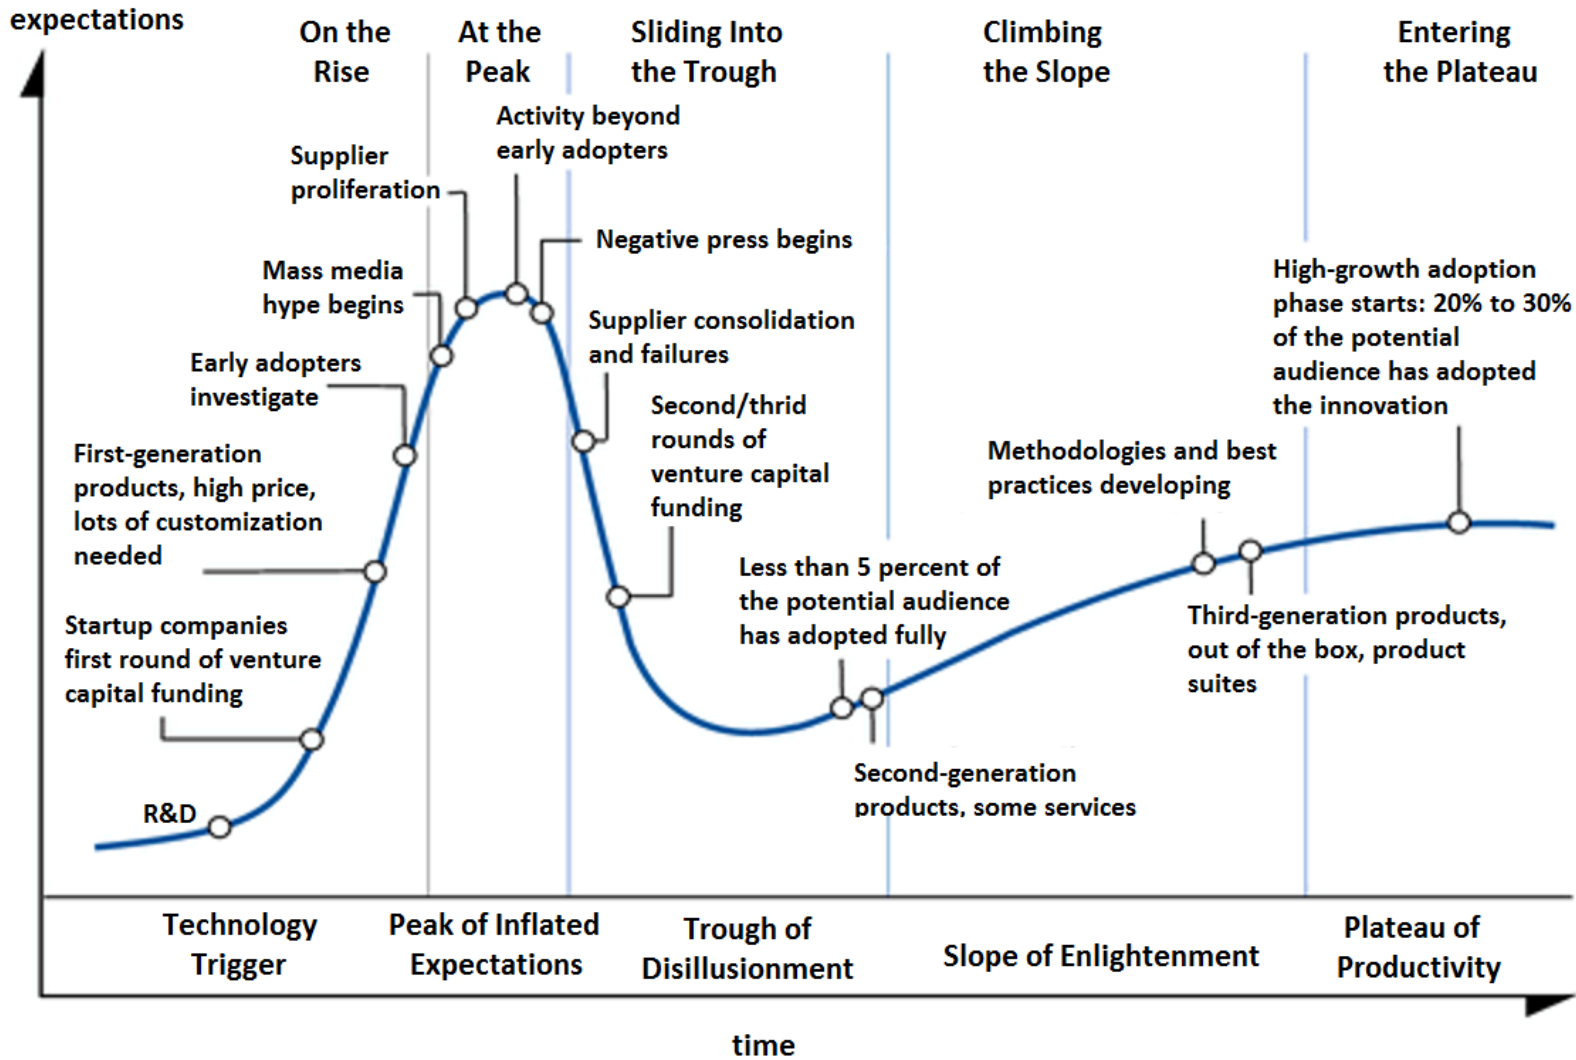 expectations
On the
Rise
At the
Peak
Sliding Into
the Trough
Climbing
the Slope
Entering
the Plateau
Activity beyond
early adopters
Supplier
proliferation
Negative press begins
Mass media
hype begins
Supplier consolidation
and failures
Early adopters
investigate
Second/thrid
rounds of
venture capital
funding
High-growth adoption
phase starts: 20% to 30%
of the potential
audience has adopted
the innovation
First-generation
products, high price,
lots of customization
needed
Methodologies and best
practices developing
Less than 5 percent of
the potential audience
has adopted fully
Startup companies
first round of venture
capital funding
Third-generation products,
out of the box, product
suites
Second-generation
products, some services
R&D
Technology
Trigger
Peak of Inflated
Expectations
Trough of
Disillusionment
Slope of Enlightenment
Plateau of
Productivity
time